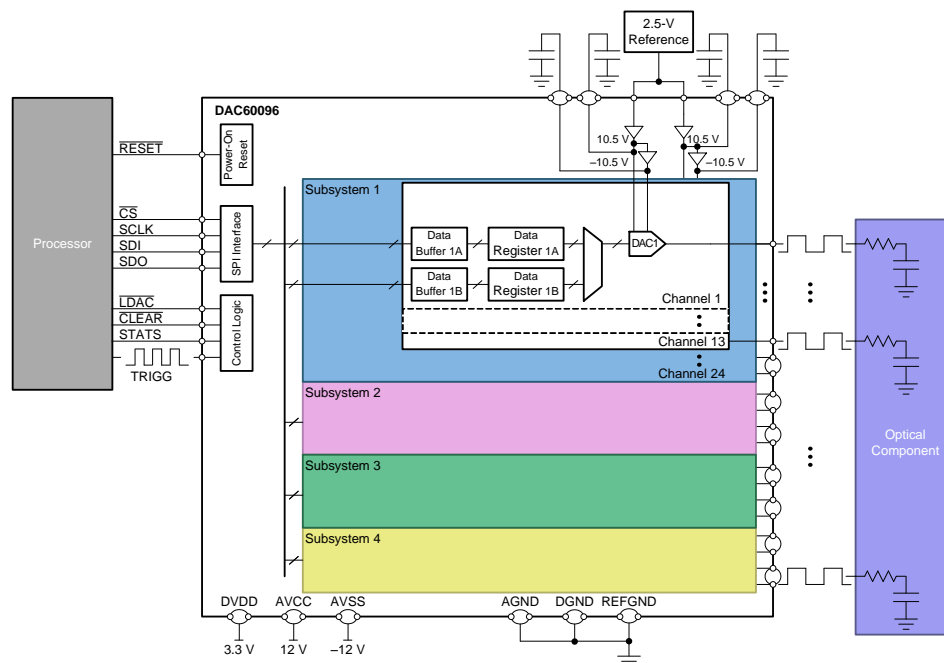 2.5-V
Reference
DAC60096
10.5 V
10.5 V
–10.5 V
–10.5 V
RESET
Power-On
Reset
Subsystem 1
Processor
CS
SCLK
SDI
SDO
SPI Interface
Data
Buffer 1A
Data
Register 1A
DAC1
Data
Buffer 1B
Data
Register 1B
Channel 1
LDAC
CLEAR
STATS
TRIGG
Control Logic
Channel 13
Channel 24
Subsystem 2
Optical
Component
Subsystem 3
Subsystem 4
DVDD
AVCC
AVSS
AGND
DGND
REFGND
3.3 V
12 V
–12 V